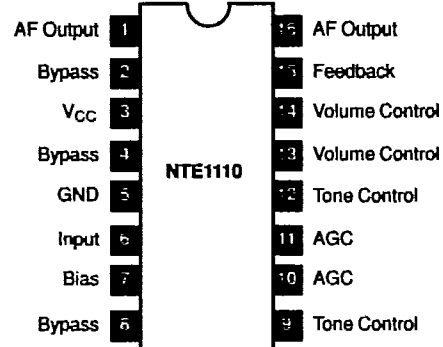 AF Output 1 16 AF Output
Bypass 2 15 Feedback
VCC 3 14 Volume Control
Bypass 4 13 Volume Control
NTE1110
GND 5 12 Tone Control
Input 6 11 AGC
Bias 7 10 AGC
Bypass 8 9 Tone Control